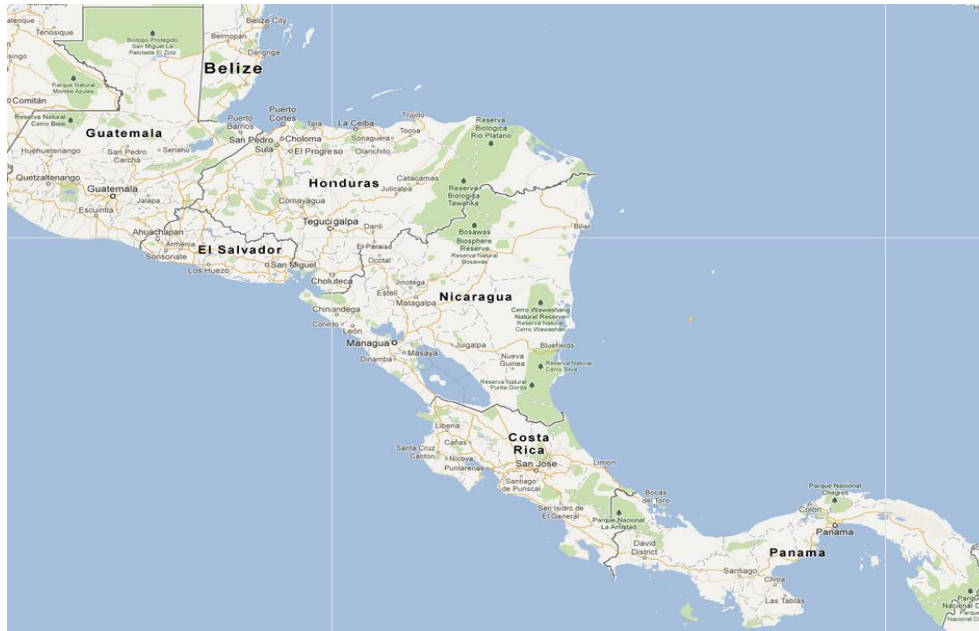 Tenosique
Biotopo Protegido
San Miguel La
Palotada El Zotz
Belize City
Belmopan
Dangriga
Belize
Parque Natural
Montes Azules
Comitán
Reserva Natural
Cerro Bisis
Guatemala
Huehuetenango
San Pedro
Carchá
Senahú
Quetzaltenango
Guatemala
Jalapa
Escuintla
Puerto
Barrios
Puerto
Cortes
Tela
La Ceiba
Trujillo
San Pedro
Sula
Choloma
El Progreso
Sonaguera
Tocoa
Olanchito
Reserva
Biologica
Rio Platano
Honduras
Catacamas
Juticalpa
Comayagua
Reserva
Biologica
Tawahka
Tegucigalpa
Danli
Ahuachapan
Armenia
Sonsonate
El Salvador
Los Huezo
San Miguel
El Paraiso
Ocotal
Bosawas
Biosphere
Reserve
Reserva Natural
Bosawas
Bilwi
Choluteca
Jinotega
Esteli
Matagalpa
Nicaragua
Chinandega
Corinto
León
Cerro Wawashang
Natural Reserve
Reserva Natural
Cerro Wawashan
Managua
Masaya
Diriamba
Juigalpa
Bluefields
Nueva
Guinea
Reserva Natural
Cerro Silva
Reserva Natural
Punta Gorda
Liberia
Costa
Rica
Santa Cruz
Canton
Cañas
Nicoya
Puntarenas
San Jose
Limon
Santiago
de Puriscal
San Isidro de
El General
Bocas
del Toro
Parque Nacional
La Amistad
David
District
Parque Nacional
Chagres
Colón
Panama
Panama
Santiago
Chitre
Las Tablas